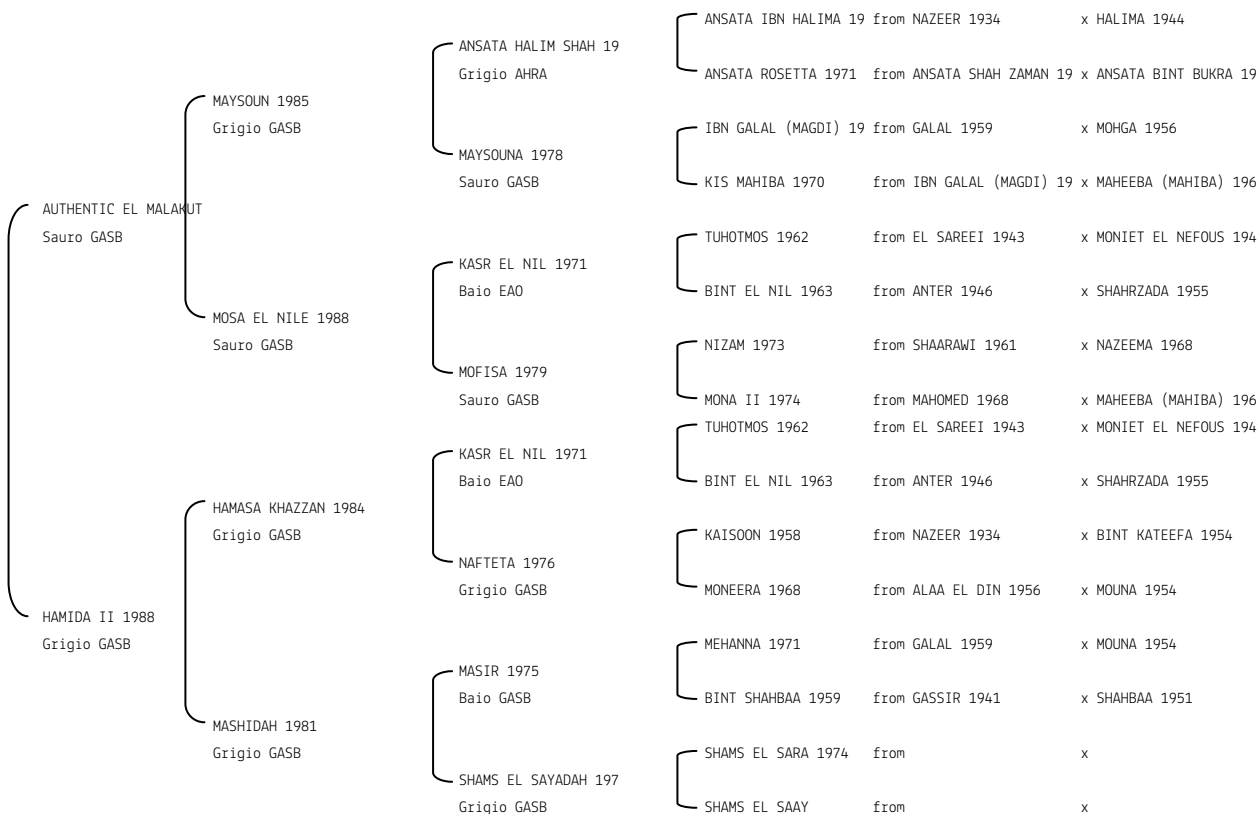 ANSATA IBN HALIMA 19 from NAZEER 1934 x HALIMA 1944
ANSATA HALIM SHAH 19
Grigio AHRA
ANSATA ROSETTA 1971 from ANSATA SHAH ZAMAN 19 x ANSATA BINT BUKRA 19
MAYSOUN 1985
Grigio GASB
IBN GALAL (MAGDI) 19 from GALAL 1959 x MOHGA 1956
MAYSOUNA 1978
Sauro GASB
KIS MAHIBA 1970 from IBN GALAL (MAGDI) 19 x MAHEEBA (MAHIBA) 196
AUTHENTIC EL MALAKUT
Sauro GASB
TUHOTMOS 1962 from EL SAREEI 1943 x MONIET EL NEFOUS 194
KASR EL NIL 1971
Baio EAO
BINT EL NIL 1963 from ANTER 1946 x SHAHRZADA 1955
MOSA EL NILE 1988
Sauro GASB
NIZAM 1973 from SHAARAWI 1961 x NAZEEMA 1968
MOFISA 1979
Sauro GASB
MONA II 1974 from MAHOMED 1968 x MAHEEBA (MAHIBA) 196
TUHOTMOS 1962 from EL SAREEI 1943 x MONIET EL NEFOUS 194
KASR EL NIL 1971
Baio EAO
BINT EL NIL 1963 from ANTER 1946 x SHAHRZADA 1955
HAMASA KHAZZAN 1984
Grigio GASB
KAISOON 1958 from NAZEER 1934 x BINT KATEEFA 1954
NAFTETA 1976
Grigio GASB
MONEERA 1968 from ALAA EL DIN 1956 x MOUNA 1954
HAMIDA II 1988
Grigio GASB
MEHANNA 1971 from GALAL 1959 x MOUNA 1954
MASIR 1975
Baio GASB
BINT SHAHBAA 1959 from GASSIR 1941 x SHAHBAA 1951
MASHIDAH 1981
Grigio GASB
SHAMS EL SARA 1974 from x
SHAMS EL SAYADAH 197
Grigio GASB
SHAMS EL SAAY from x